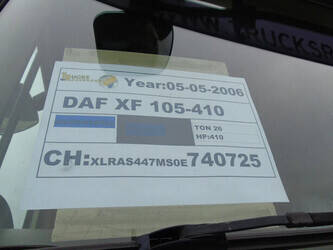 Year:05-05-2006
DAF XF 105-410
TON 26
HP:410
CH:XLRAS447MS0E740725